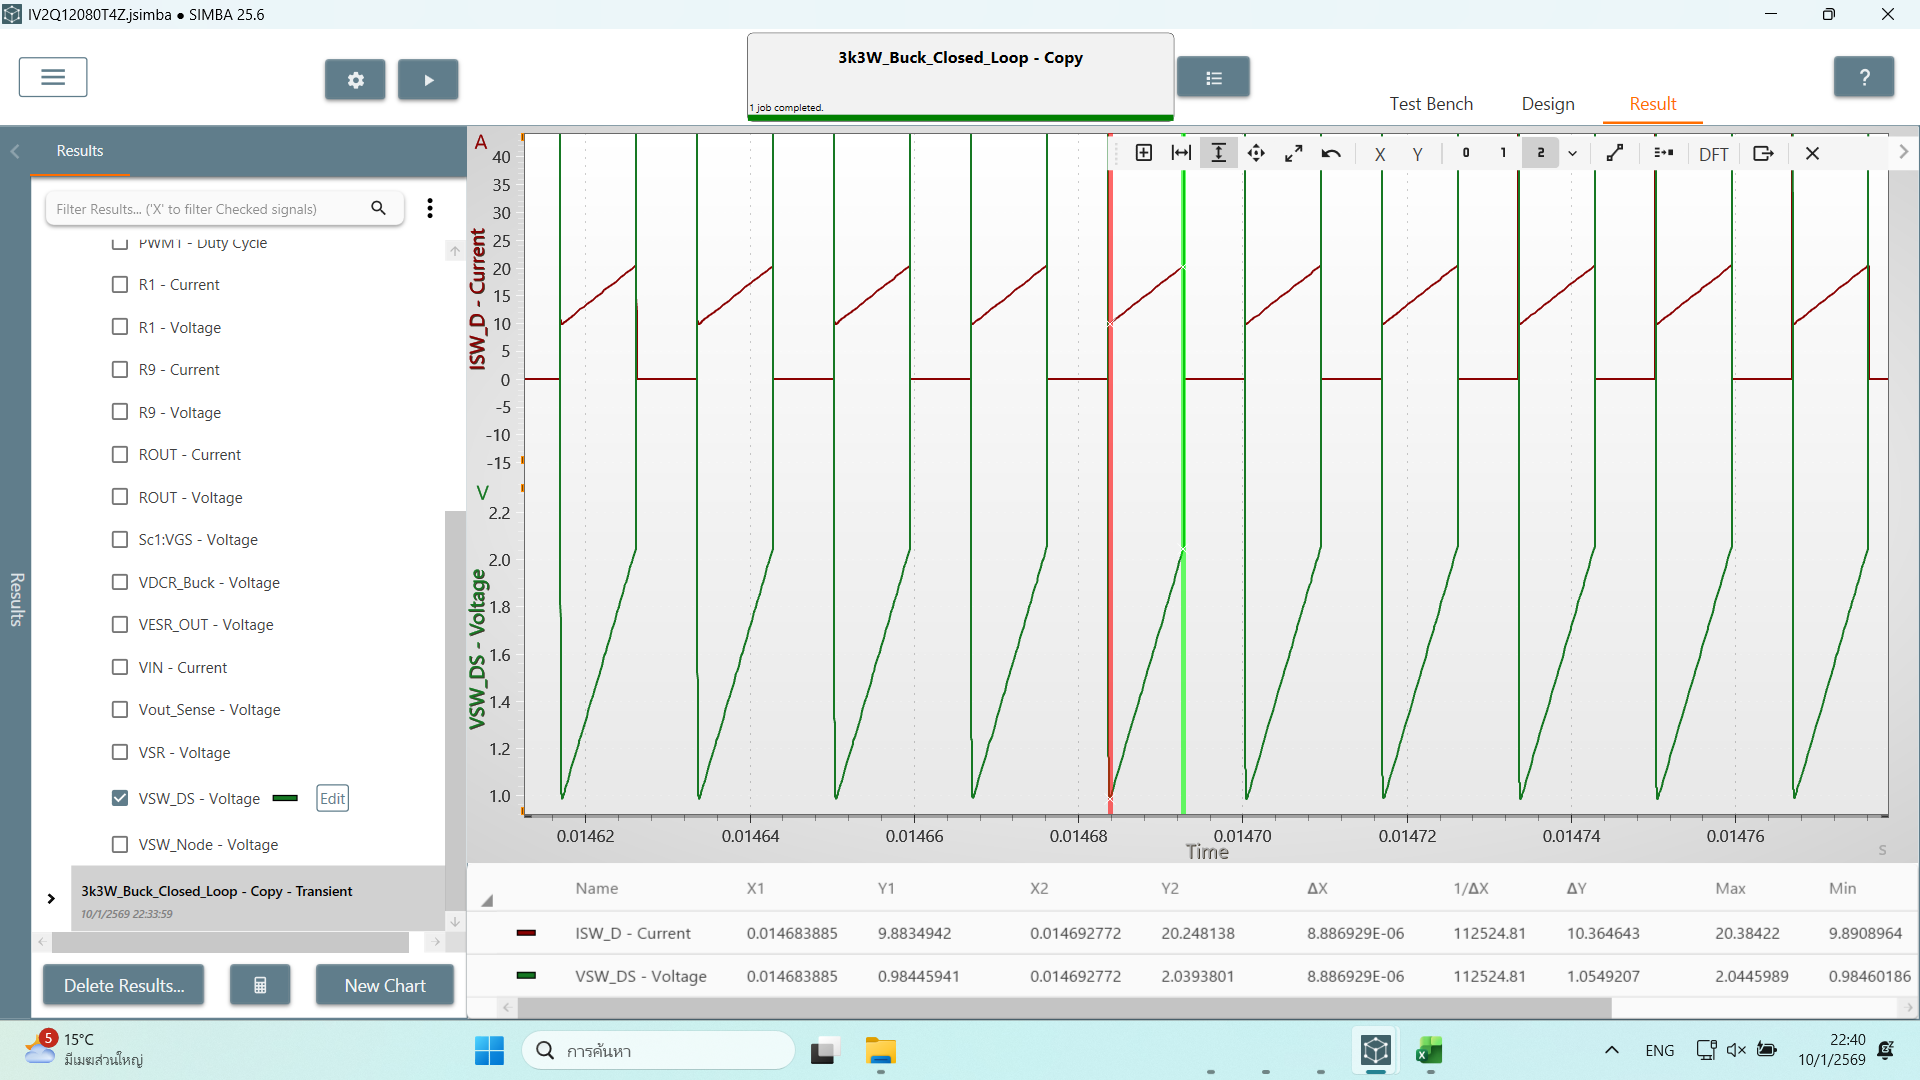 IV2Q12080T4Z.jsimba ● SIMBA 25.6
3k3W_Buck_Closed_Loop - Copy
1 job completed.
?
Test Bench
Design
Result
Results
Filter Results... ('X' to filter Checked signals)
PWM1 - Duty Cycle
R1 - Current
R1 - Voltage
R9 - Current
R9 - Voltage
ROUT - Current
ROUT - Voltage
Sc1:VGS - Voltage
VDCR_Buck - Voltage
VESR_OUT - Voltage
VIN - Current
Vout_Sense - Voltage
VSR - Voltage
VSW_DS - Voltage Edit
VSW_Node - Voltage
3k3W_Buck_Closed_Loop - Copy - Transient
10/1/2569 22:33:59
Delete Results...
New Chart
Results
X Y 0 1 2 DFT
A
40
35
30
25
20
15
10
5
0
-5
-10
-15
ISW_D - Current
V
2.2
2.0
1.8
1.6
1.4
1.2
1.0
VSW_DS - Voltage
0.01462 0.01464 0.01466 0.01468 0.01470 0.01472 0.01474 0.01476
Time
s
Name X1 Y1 X2 Y2 ΔX 1/ΔX ΔY Max Min
ISW_D - Current 0.014683885 9.8834942 0.014692772 20.248138 8.886929E-06 112524.81 10.364643 20.38422 9.8908964
VSW_DS - Voltage 0.014683885 0.98445941 0.014692772 2.0393801 8.886929E-06 112524.81 1.0549207 2.0445989 0.98460186
5
15°C
มีเมฆส่วนใหญ่
การค้นหา
ENG
22:40
10/1/2569